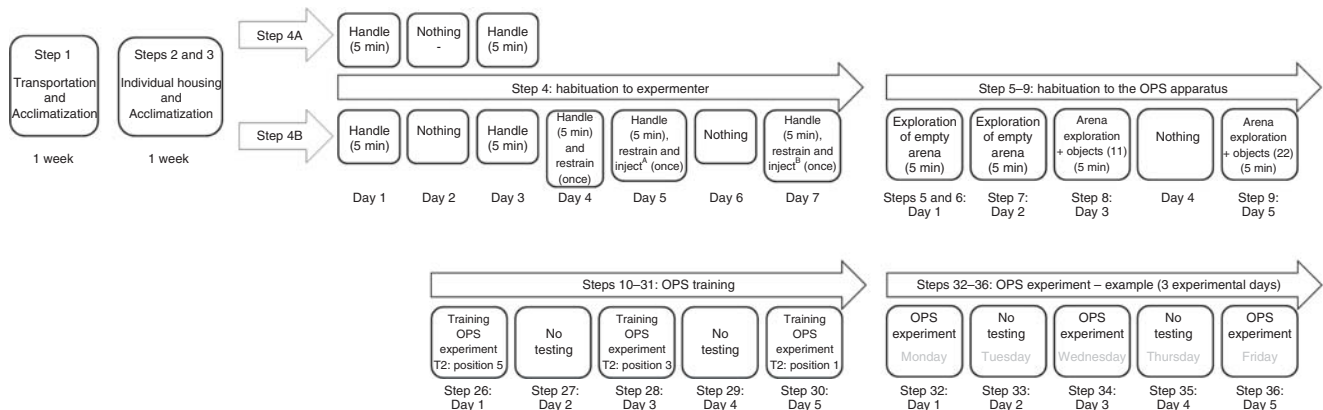 Step 1
Transportation
and
Acclimatization
1 week
Steps 2 and 3
Individual housing
and
Acclimatization
1 week
Step 4A
Handle
(5 min)
Nothing
-
Handle
(5 min)
Step 4: habituation to expermenter
Step 4B
Handle
(5 min)
Nothing
Handle
(5 min)
Handle
(5 min)
and
restrain
(once)
Handle
(5 min),
restrain and
inject^A (once)
Nothing
Handle
(5 min),
restrain and
inject^B (once)
Day 1
Day 2
Day 3
Day 4
Day 5
Day 6
Day 7
Step 5–9: habituation to the OPS apparatus
Exploration
of empty
arena
(5 min)
Exploration
of empty
arena
(5 min)
Arena
exploration
+ objects (11)
(5 min)
Nothing
Arena
exploration
+ objects (22)
(5 min)
Steps 5 and 6:
Day 1
Step 7:
Day 2
Step 8:
Day 3
Day 4
Step 9:
Day 5
Steps 10–31: OPS training
Training
OPS
experiment
T2: position 5
No
testing
Training
OPS
experiment
T2: position 3
No
testing
Training
OPS
experiment
T2: position 1
Step 26:
Day 1
Step 27:
Day 2
Step 28:
Day 3
Step 29:
Day 4
Step 30:
Day 5
Steps 32–36: OPS experiment – example (3 experimental days)
OPS
experiment
Monday
No
testing
Tuesday
OPS
experiment
Wednesday
No
testing
Thursday
OPS
experiment
Friday
Step 32:
Day 1
Step 33:
Day 2
Step 34:
Day 3
Step 35:
Day 4
Step 36:
Day 5